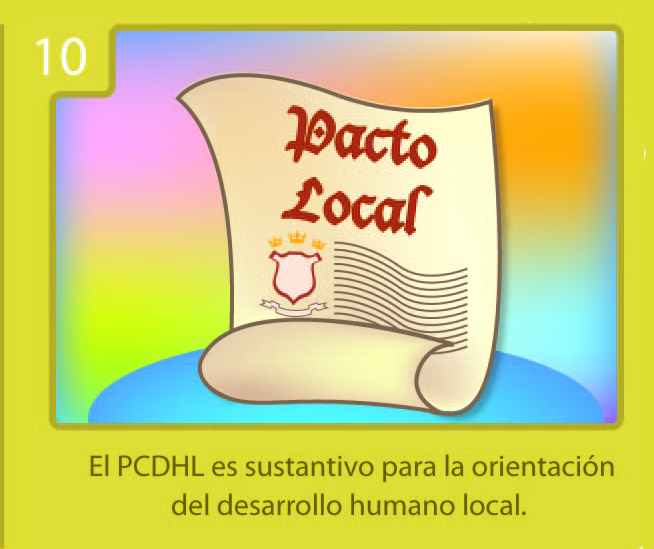 10
Pacto
Local
El PCDHL es sustantivo para la orientación
del desarrollo humano local.